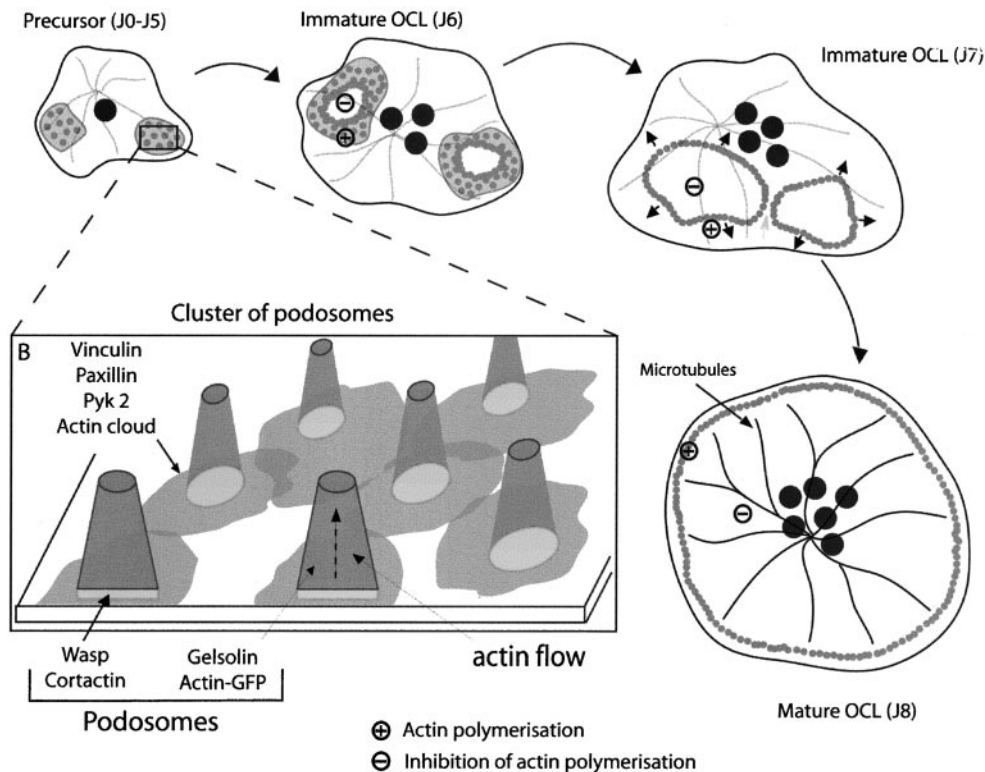 Precursor (J0-J5)
Immature OCL (J6)
Immature OCL (J7)
Cluster of podosomes
B
Vinculin
Paxillin
Pyk 2
Actin cloud
Microtubules
Wasp
Cortactin
Gelsolin
Actin-GFP
actin flow
Podosomes
Mature OCL (J8)
⊕ Actin polymerisation
⊖ Inhibition of actin polymerisation